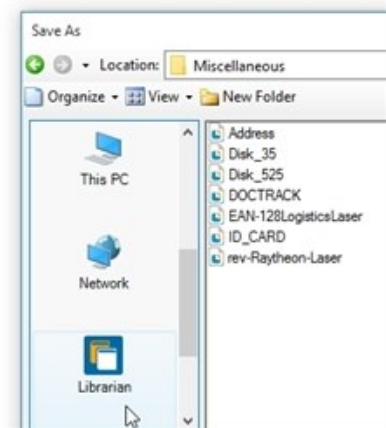 Save As
Location: Miscellaneous
Organize View New Folder
This PC
Network
Librarian
Address
Disk_35
Disk_525
DOCTRACK
EAN-128LogisticsLaser
ID_CARD
rev-Raytheon-Laser